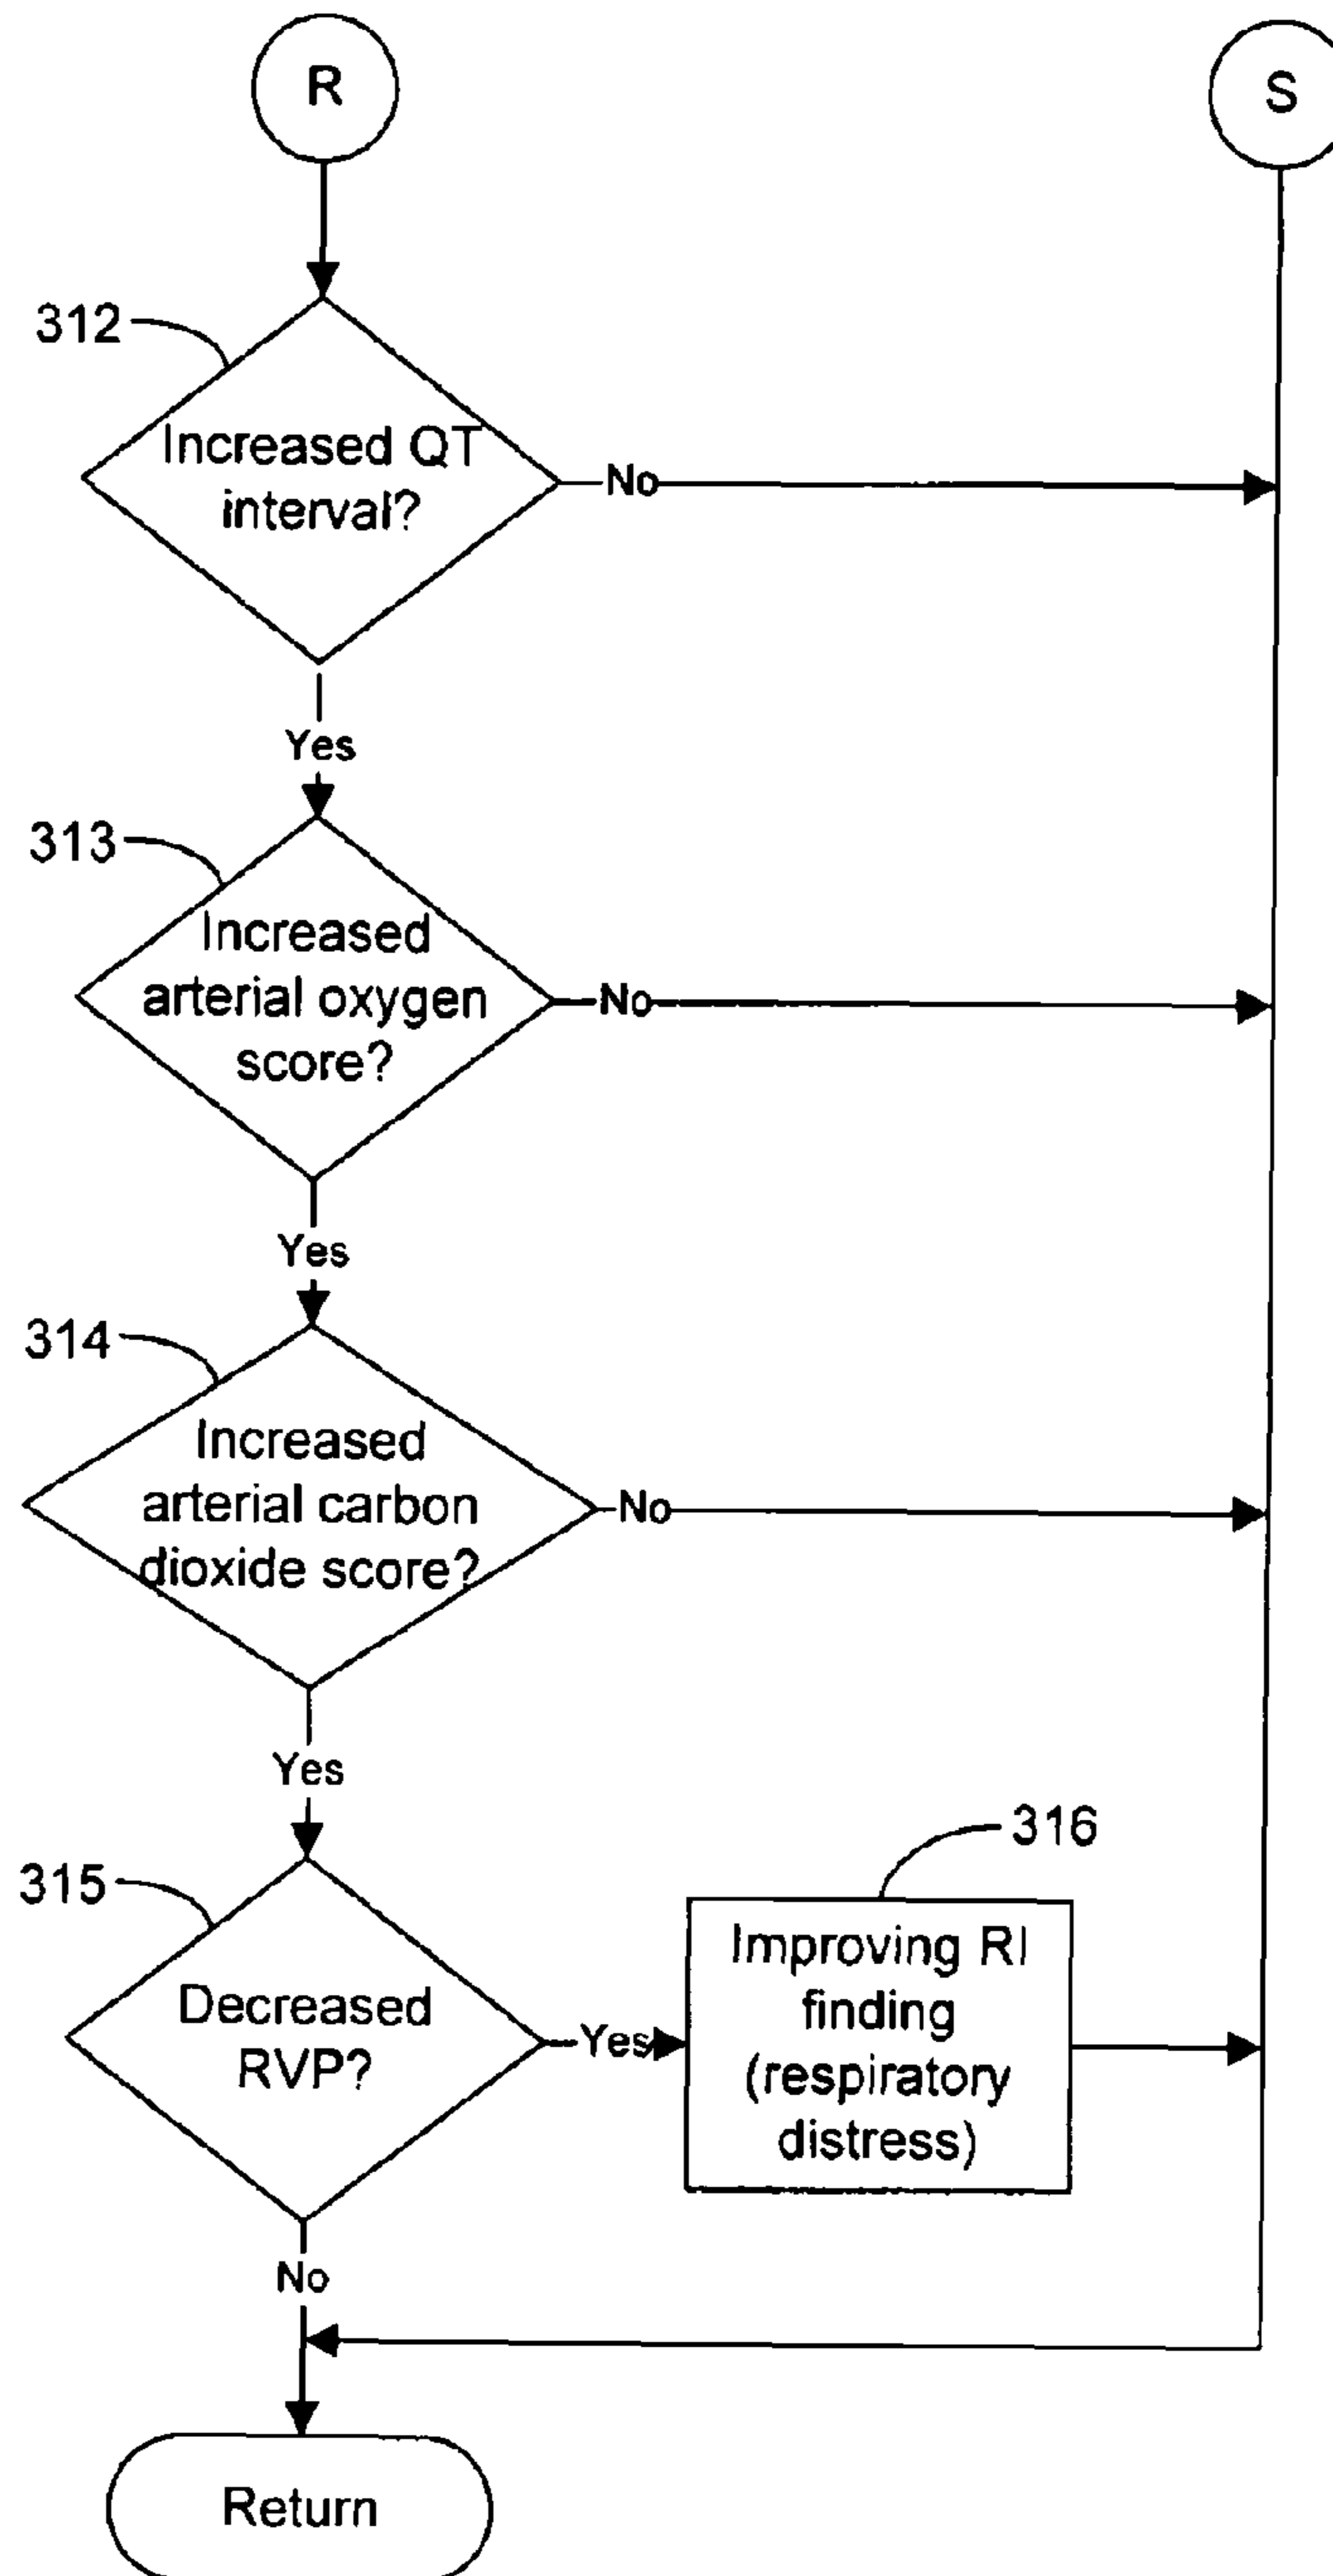 R
S
312
Increased QT
interval?
No
Yes
313
Increased
arterial oxygen
score?
No
Yes
314
Increased
arterial carbon
dioxide score?
No
Yes
315
Decreased
RVP?
Yes
316
Improving RI
finding
(respiratory
distress)
No
Return